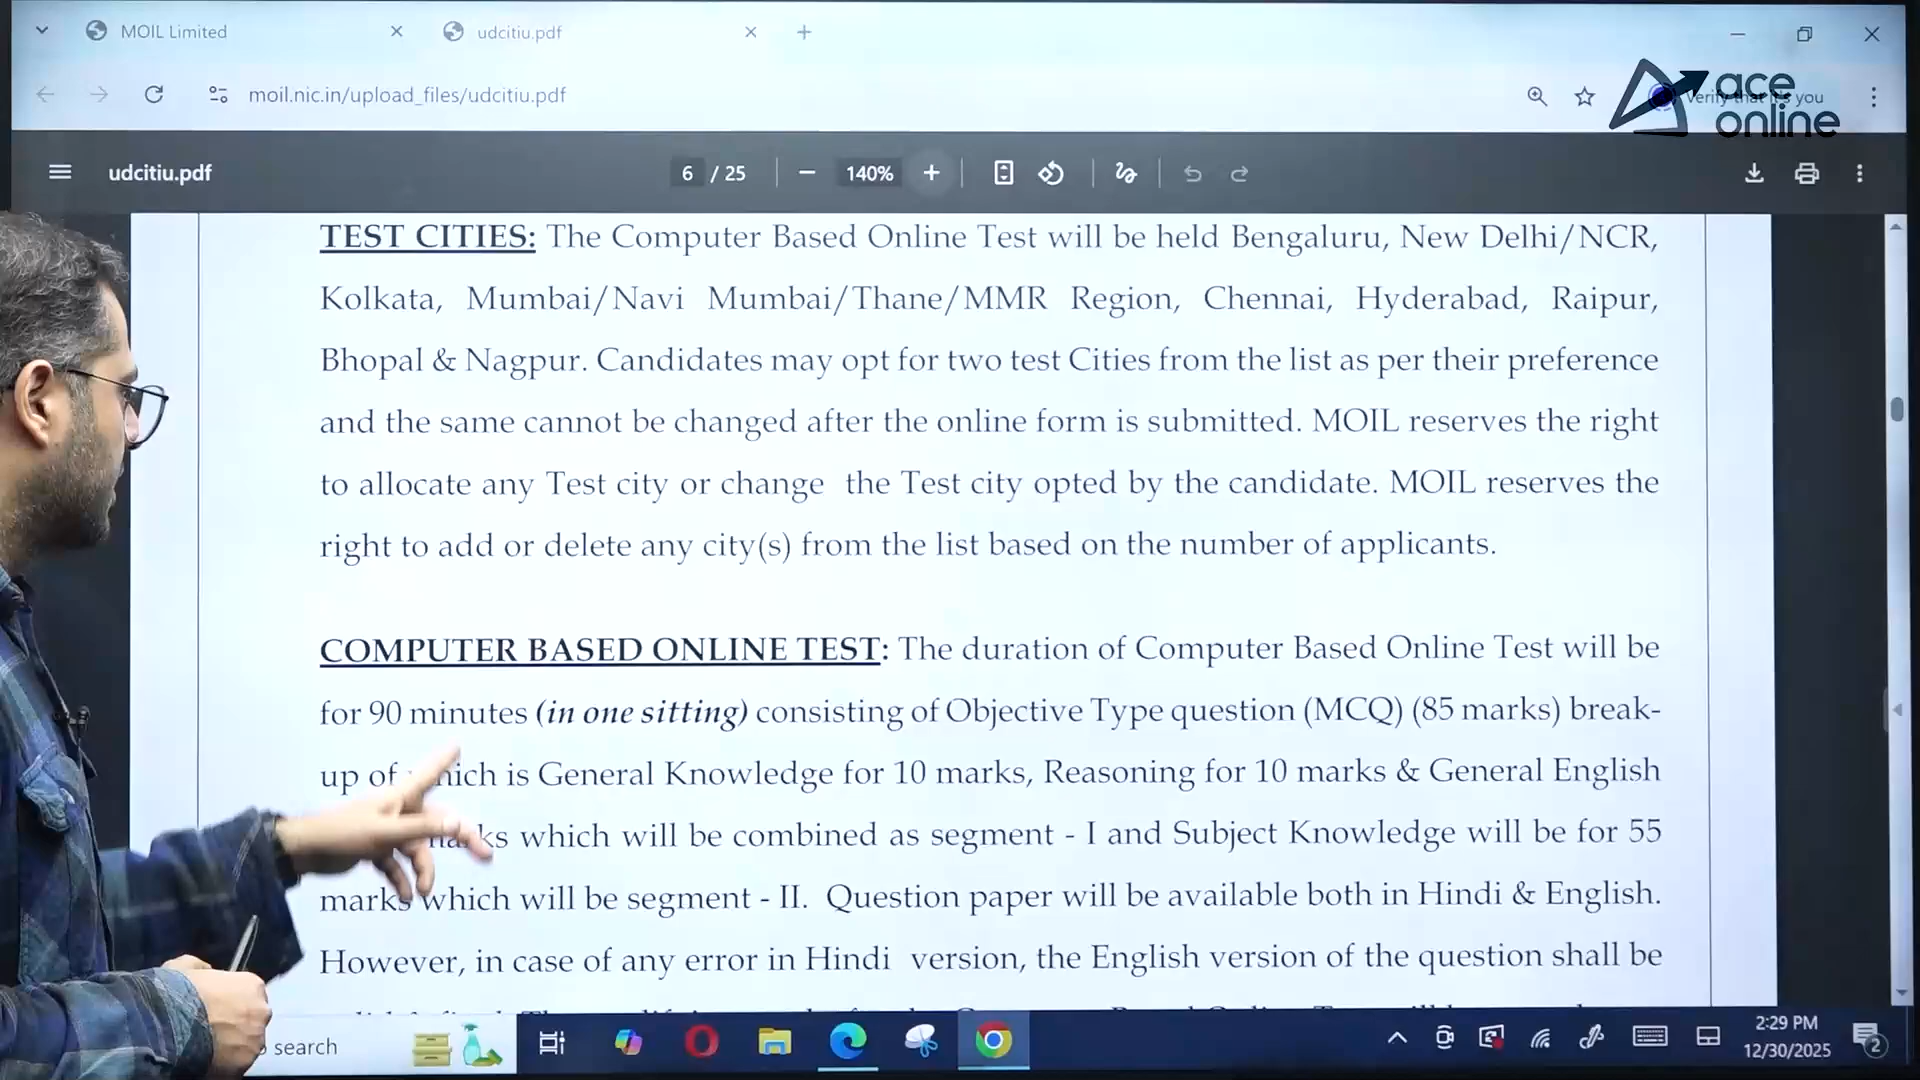 MOIL Limited
udcitiu.pdf
moil.nic.in/upload_files/udcitiu.pdf
Verify that it's you
ace
online
udcitiu.pdf
6 / 25
140%
TEST CITIES: The Computer Based Online Test will be held Bengaluru, New Delhi/NCR,
Kolkata, Mumbai/Navi Mumbai/Thane/MMR Region, Chennai, Hyderabad, Raipur,
Bhopal & Nagpur. Candidates may opt for two test Cities from the list as per their preference
and the same cannot be changed after the online form is submitted. MOIL reserves the right
to allocate any Test city or change the Test city opted by the candidate. MOIL reserves the
right to add or delete any city(s) from the list based on the number of applicants.
COMPUTER BASED ONLINE TEST: The duration of Computer Based Online Test will be
for 90 minutes (in one sitting) consisting of Objective Type question (MCQ) (85 marks) break-
up of which is General Knowledge for 10 marks, Reasoning for 10 marks & General English
which will be combined as segment - I and Subject Knowledge will be for 55
marks which will be segment - II. Question paper will be available both in Hindi & English.
However, in case of any error in Hindi version, the English version of the question shall be
search
2:29 PM
12/30/2025
2